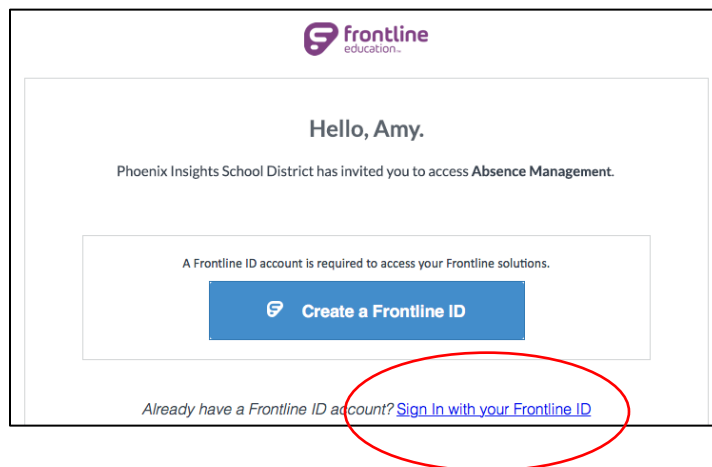 frontline
education™
Hello, Amy.
Phoenix Insights School District has invited you to access Absence Management.
A Frontline ID account is required to access your Frontline solutions.
Create a Frontline ID
Already have a Frontline ID account? Sign In with your Frontline ID